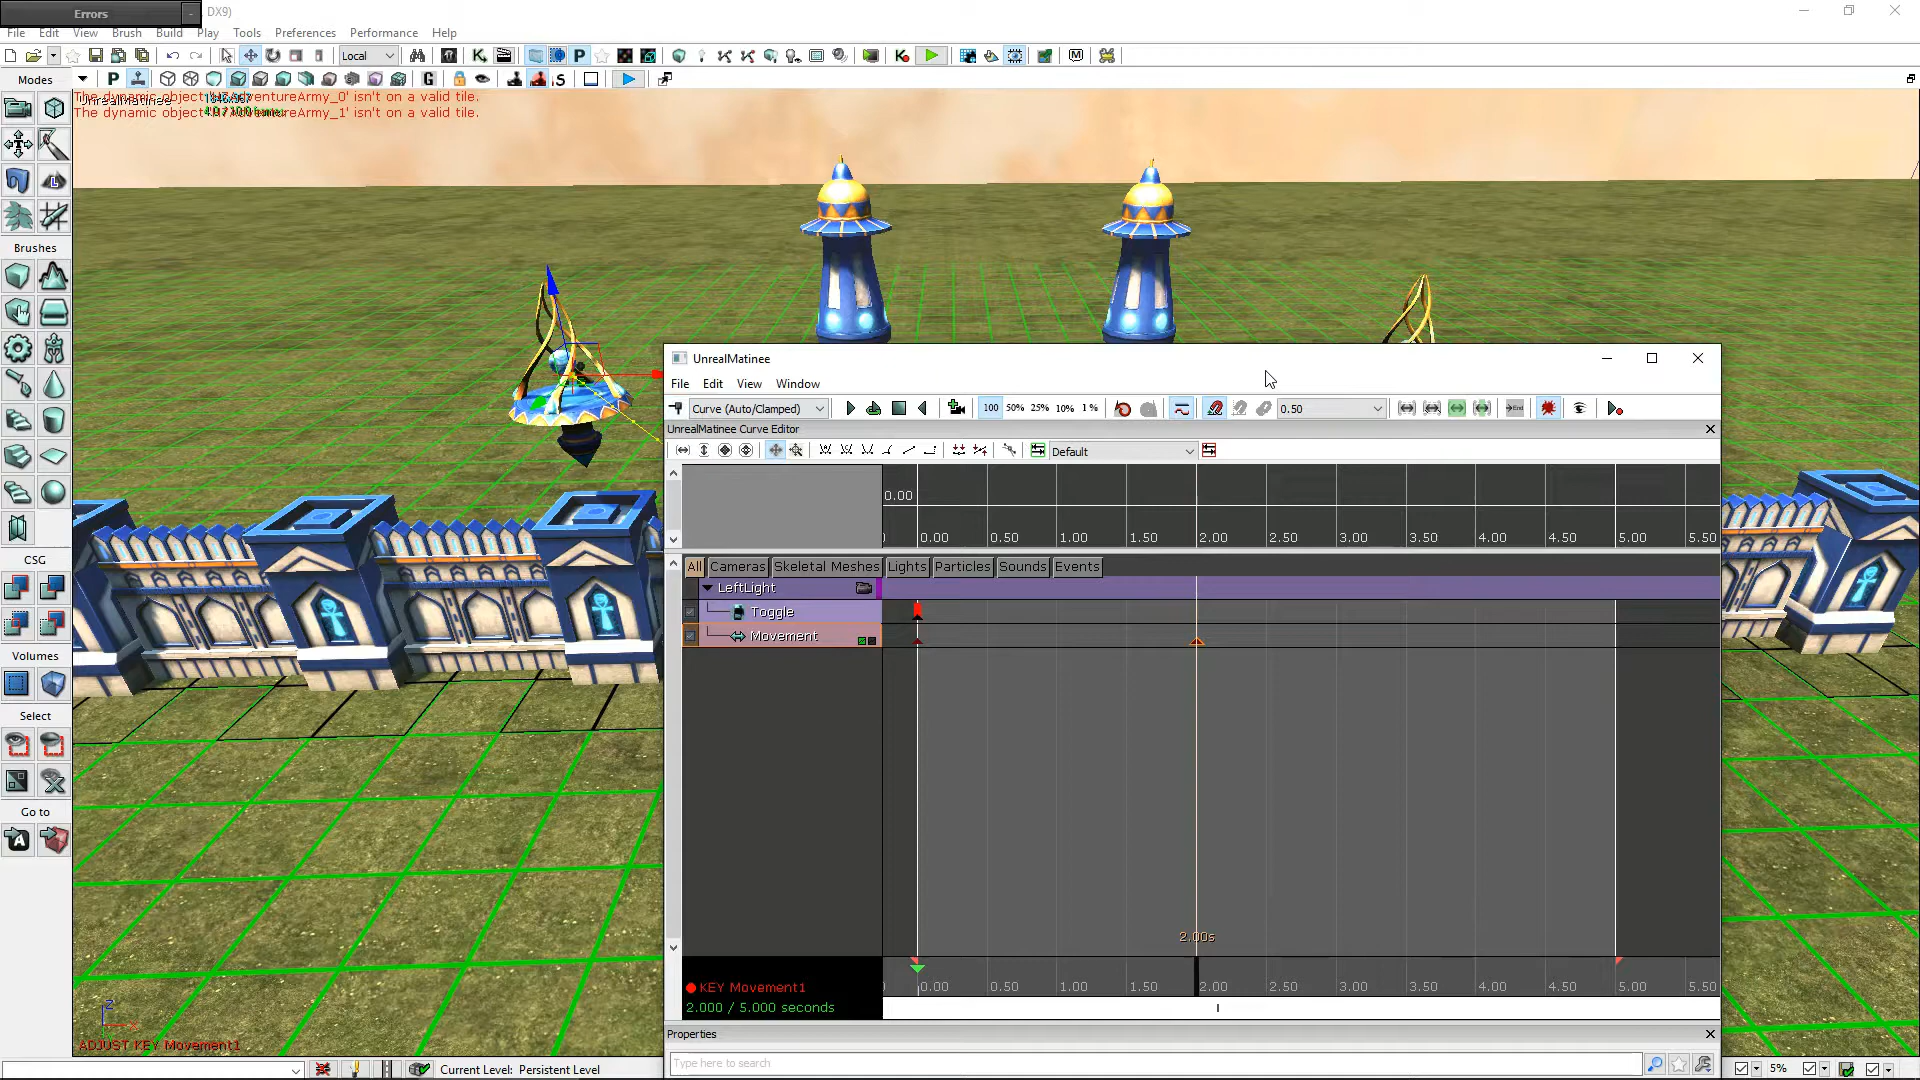 Errors - DX9)
File Edit View Brush Build Play Tools Preferences Performance Help
Local
Modes
The dynamic object isn't on a valid tile.
The dynamic object isn't on a valid tile.
Brushes
CSG
Volumes
Select
Go to
UnrealMatinee
File Edit View Window
Curve (Auto/Clamped) 100 50% 25% 10% 1% 0.50
UnrealMatinee Curve Editor
Default
0.00
0.00 0.50 1.00 1.50 2.00 2.50 3.00 3.50 4.00 4.50 5.00 5.50
All Cameras Skeletal Meshes Lights Particles Sounds Events
LeftLight
Toggle
Movement
2.00s
KEY Movement1
0.00 0.50 1.00 1.50 2.00 2.50 3.00 3.50 4.00 4.50 5.00 5.50
2.000 / 5.000 seconds
Properties
Type here to search
Z
X
ADJUST KEY Movement1
Current Level: Persistent Level
5%